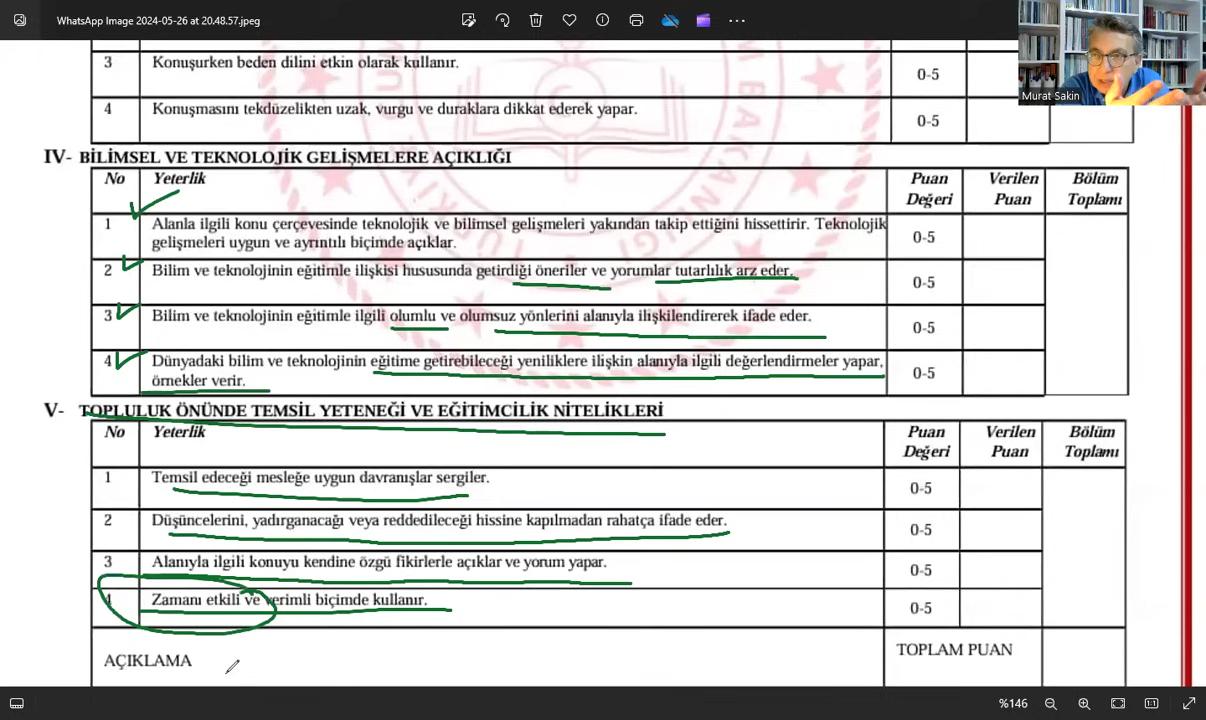 WhatsApp Image 2024-05-26 at 20.48.57.jpeg
Murat Sakin
3 Konuşurken beden dilini etkin olarak kullanır. 0-5
4 Konuşmasını tekdüzelikten uzak, vurgu ve duraklara dikkat ederek yapar. 0-5
IV- BİLİMSEL VE TEKNOLOJİK GELİŞMELERE AÇIKLIĞI
No Yeterlik Puan Değeri Verilen Puan Bölüm Toplamı
1 Alanla ilgili konu çerçevesinde teknolojik ve bilimsel gelişmeleri yakından takip ettiğini hissettirir. Teknolojik
gelişmeleri uygun ve ayrıntılı biçimde açıklar. 0-5
2 Bilim ve teknolojinin eğitimle ilişkisi hususunda getirdiği öneriler ve yorumlar tutarlılık arz eder. 0-5
3 Bilim ve teknolojinin eğitimle ilgili olumlu ve olumsuz yönlerini alanıyla ilişkilendirerek ifade eder. 0-5
4 Dünyadaki bilim ve teknolojinin eğitime getirebileceği yeniliklere ilişkin alanıyla ilgili değerlendirmeler yapar,
örnekler verir. 0-5
V- TOPLULUK ÖNÜNDE TEMSİL YETENEĞİ VE EĞİTİMCİLİK NİTELİKLERİ
No Yeterlik Puan Değeri Verilen Puan Bölüm Toplamı
1 Temsil edeceği mesleğe uygun davranışlar sergiler. 0-5
2 Düşüncelerini, yadırganacağı veya reddedileceği hissine kapılmadan rahatça ifade eder. 0-5
3 Alanıyla ilgili konuyu kendine özgü fikirlerle açıklar ve yorum yapar. 0-5
4 Zamanı etkili ve verimli biçimde kullanır. 0-5
AÇIKLAMA TOPLAM PUAN
%146